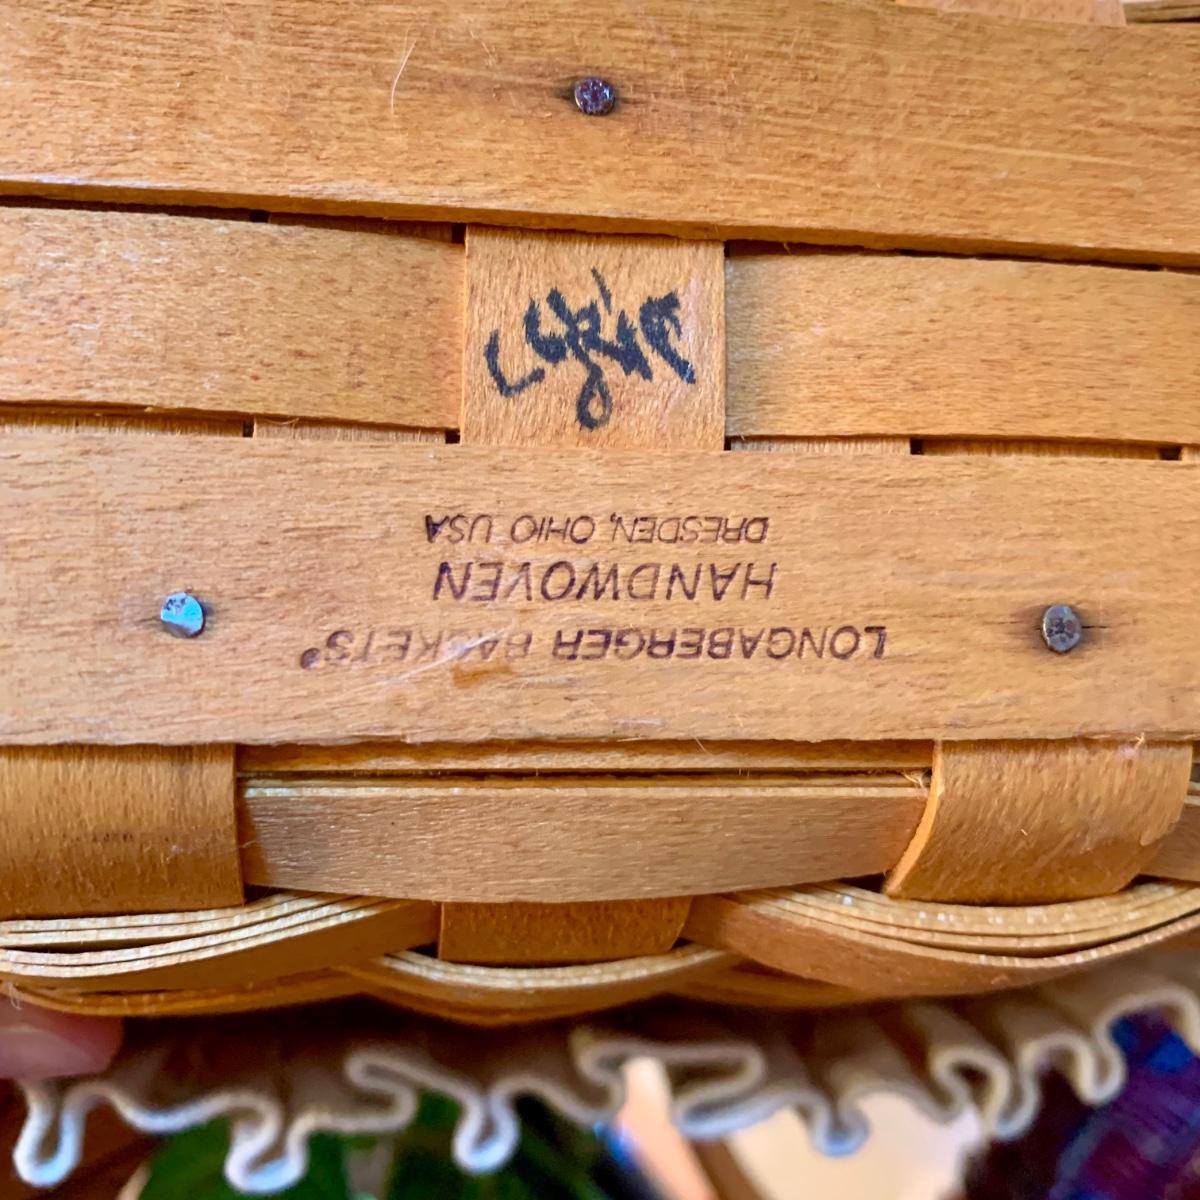 LONGABERGER BASKETS®
HANDWOVEN
DRESDEN, OHIO USA